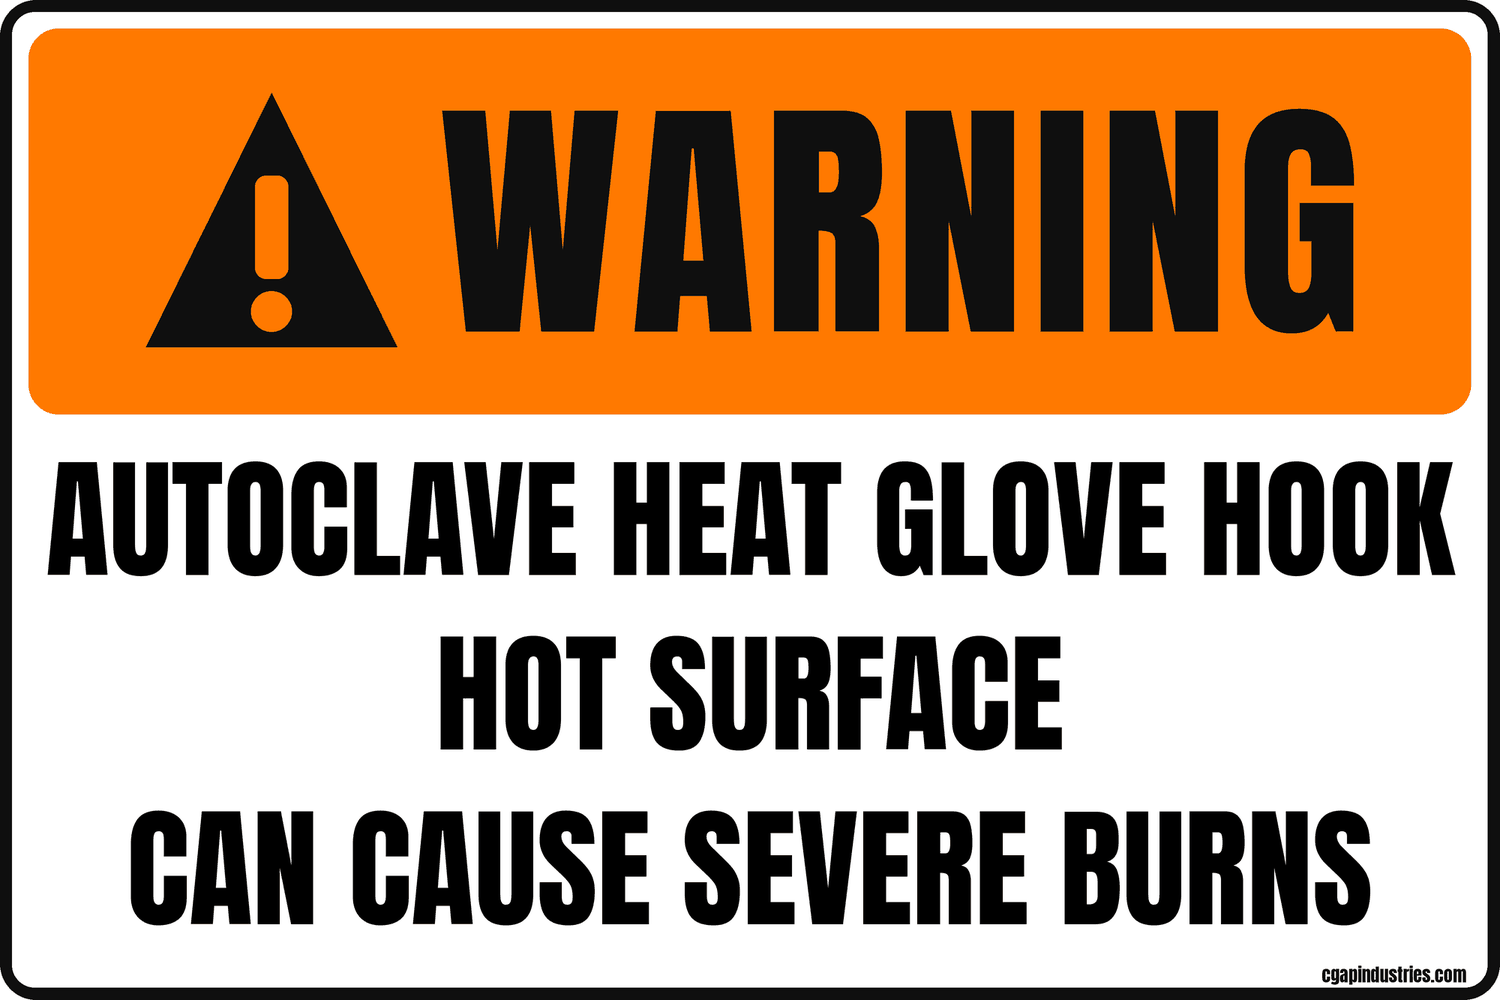 WARNING
AUTOCLAVE HEAT GLOVE HOOK
HOT SURFACE
CAN CAUSE SEVERE BURNS
cgapindustries.com